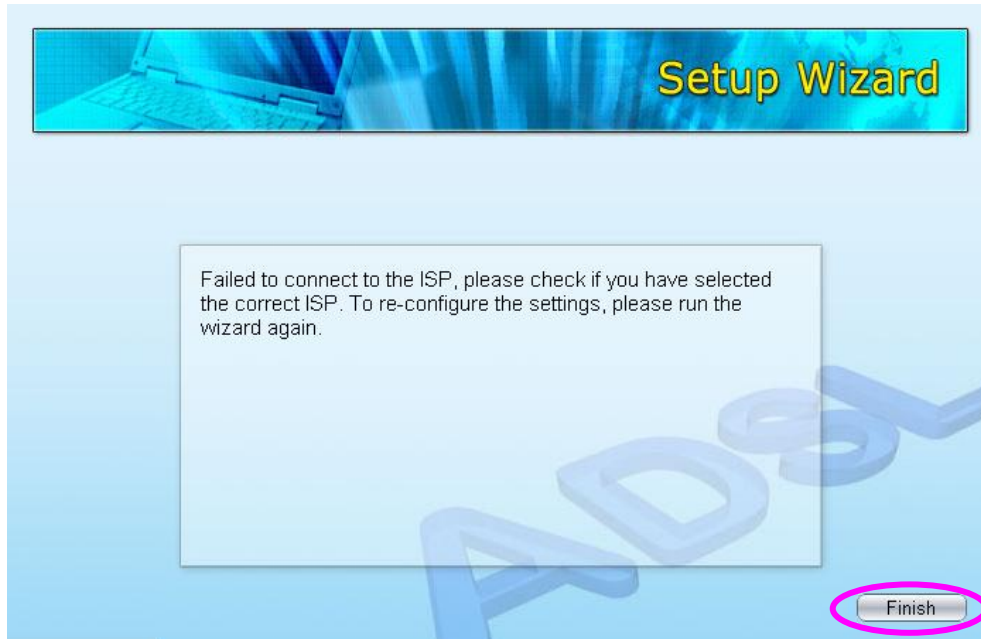 Setup Wizard
Failed to connect to the ISP, please check if you have selected
the correct ISP. To re-configure the settings, please run the
wizard again.
ADSL
Finish